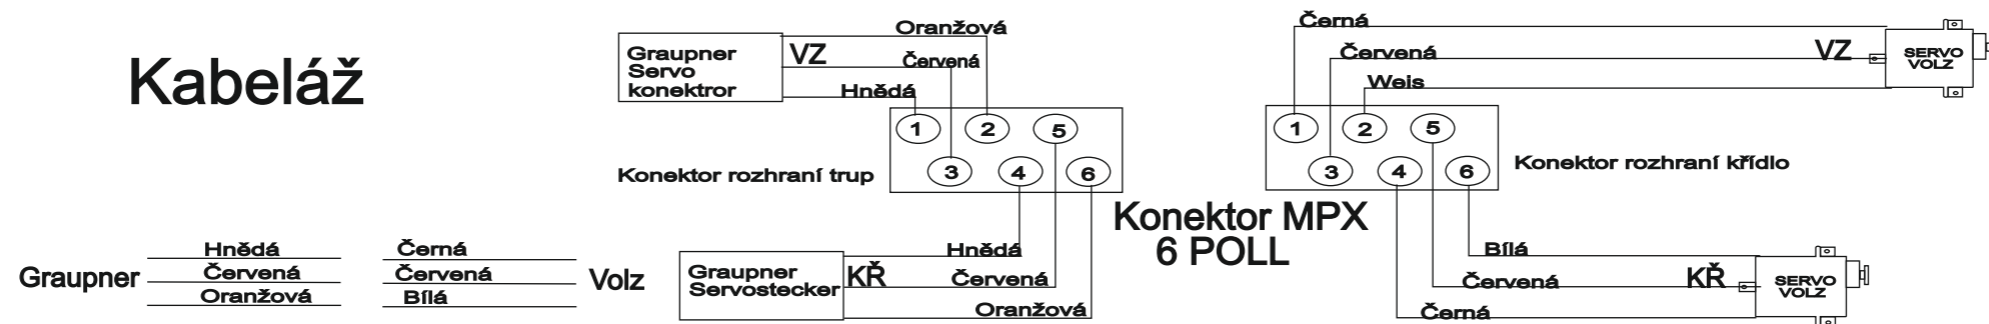 Kabeláž
Graupner
Servo
konektror
VZ
Oranžová
Červená
Hnědá
1
2
5
3
4
6
Konektor rozhraní trup
Černá
Červená
Weis
VZ
SERVO
VOLZ
1
2
5
3
4
6
Konektor rozhraní křídlo
Konektor MPX
6 POLL
Graupner
Hnědá
Červená
Oranžová
Černá
Červená
Bílá
Volz
Graupner
Servostecker
KŘ
Hnědá
Červená
Oranžová
Bílá
Červená
Černá
KŘ
SERVO
VOLZ